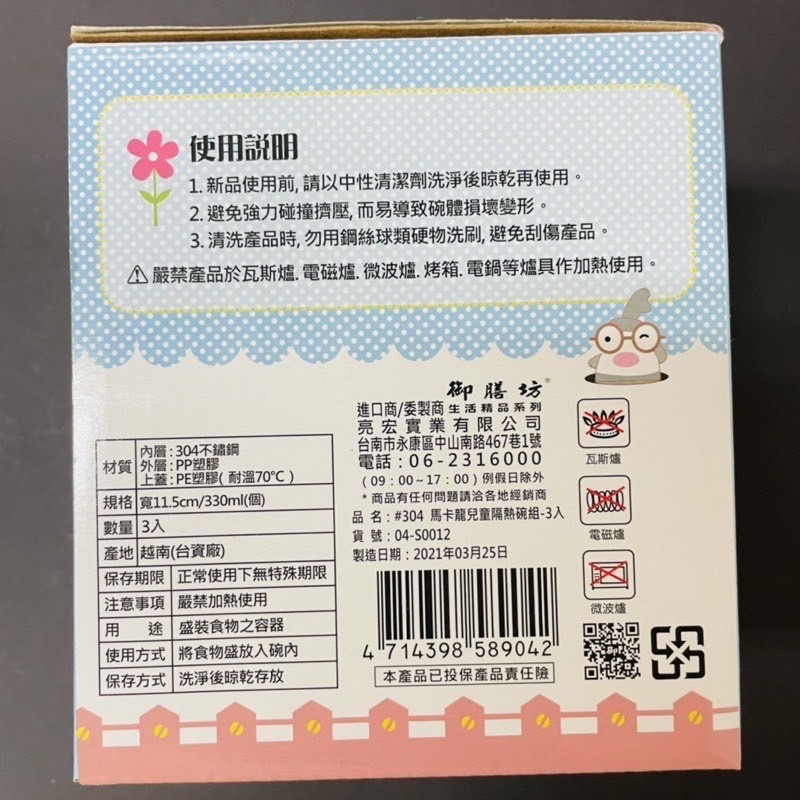 使用説明
1. 新品使用前, 請以中性清潔劑洗淨後晾乾再使用。
2. 避免強力碰撞擠壓, 而易導致碗體損壞變形。
3. 清洗產品時, 勿用鋼絲球類硬物洗刷, 避免刮傷產品。
⚠ 嚴禁產品於瓦斯爐. 電磁爐. 微波爐. 烤箱. 電鍋等爐具作加熱使用。
御膳坊®
進口商/委製商 生活精品系列
亮宏實業有限公司
台南市永康區中山南路467巷1號
電話：06-2316000
（09：00~17：00）例假日除外
*商品有任何問題請洽各地經銷商
品 名：#304 馬卡龍兒童隔熱碗組-3入
貨 號：04-S0012
製造日期：2021年03月25日
4 714398 589042
本產品已投保產品責任險
材質 內層：304不鏽鋼
外層：PP塑膠
上蓋：PE塑膠( 耐溫70℃ )
規格 寬11.5cm/330ml(個)
數量 3入
產地 越南(台資廠)
保存期限 正常使用下無特殊期限
注意事項 嚴禁加熱使用
用 途 盛裝食物之容器
使用方式 將食物盛放入碗內
保存方式 洗淨後晾乾存放
瓦斯爐
電磁爐
微波爐